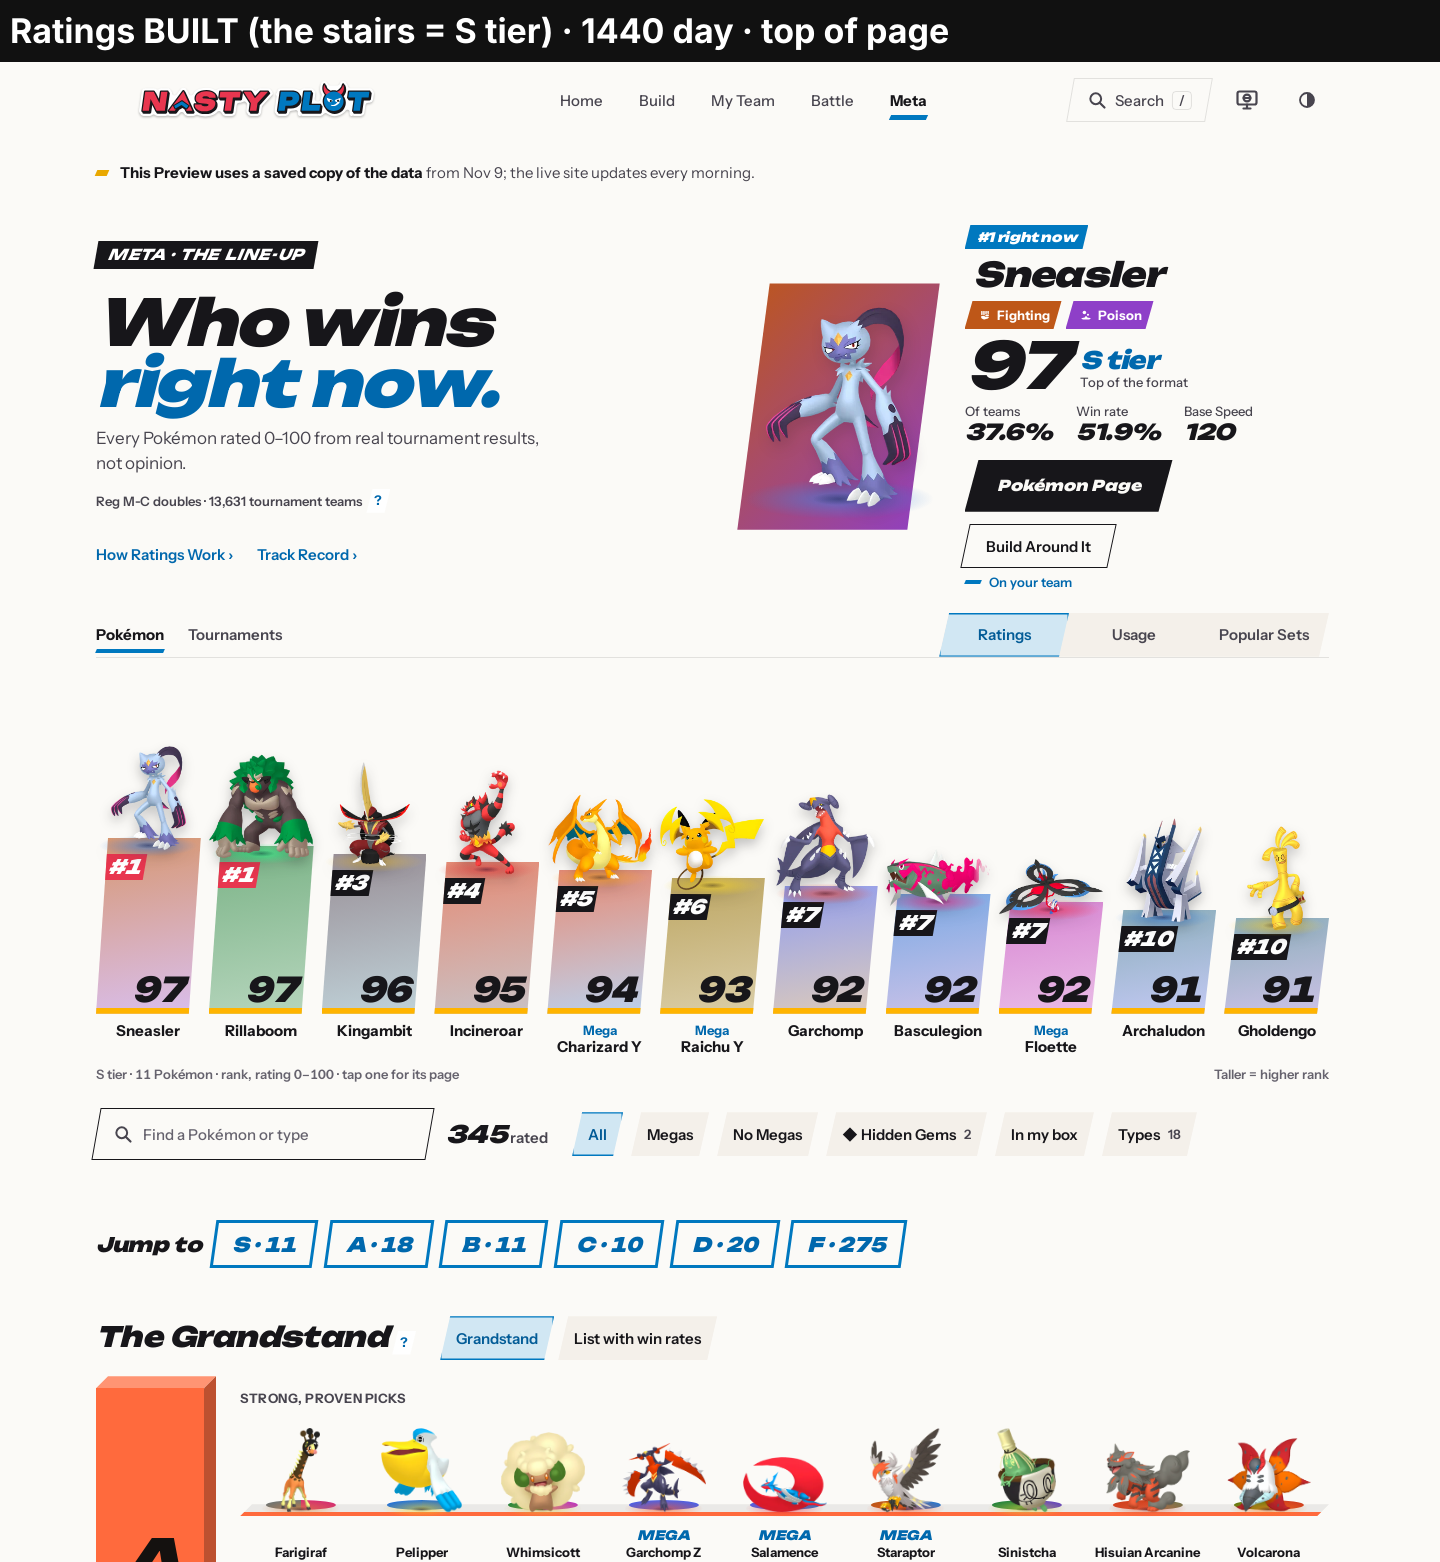 Ratings BUILT (the stairs = S tier) · 1440 day · top of page
NASTY PLOT
Home Build My Team Battle Meta
Search /
This Preview uses a saved copy of the data from Nov 9; the live site updates every morning.
META · THE LINE-UP
Who wins
right now.
Every Pokémon rated 0–100 from real tournament results,
not opinion.
Reg M-C doubles · 13,631 tournament teams ?
How Ratings Work › Track Record ›
#1 right now
Sneasler
Fighting Poison
97 S tier
Top of the format
Of teams Win rate Base Speed
37.6% 51.9% 120
Pokémon Page
Build Around It
On your team
Pokémon Tournaments
Ratings Usage Popular Sets
#1 #1 #3 #4 #5 #6 #7 #7 #7 #10 #10
97 97 96 95 94 93 92 92 92 91 91
Sneasler Rillaboom Kingambit Incineroar Mega Charizard Y Mega Raichu Y Garchomp Basculegion Mega Floette Archaludon Gholdengo
S tier · 11 Pokémon · rank, rating 0–100 · tap one for its page
Taller = higher rank
Find a Pokémon or type
345 rated
All Megas No Megas ◆ Hidden Gems 2 In my box Types 18
Jump to S · 11 A · 18 B · 11 C · 10 D · 20 F · 275
The Grandstand ?
Grandstand List with win rates
STRONG, PROVEN PICKS
A
MEGA MEGA MEGA
Farigiraf Pelipper Whimsicott Garchomp Z Salamence Staraptor Sinistcha Hisuian Arcanine Volcarona